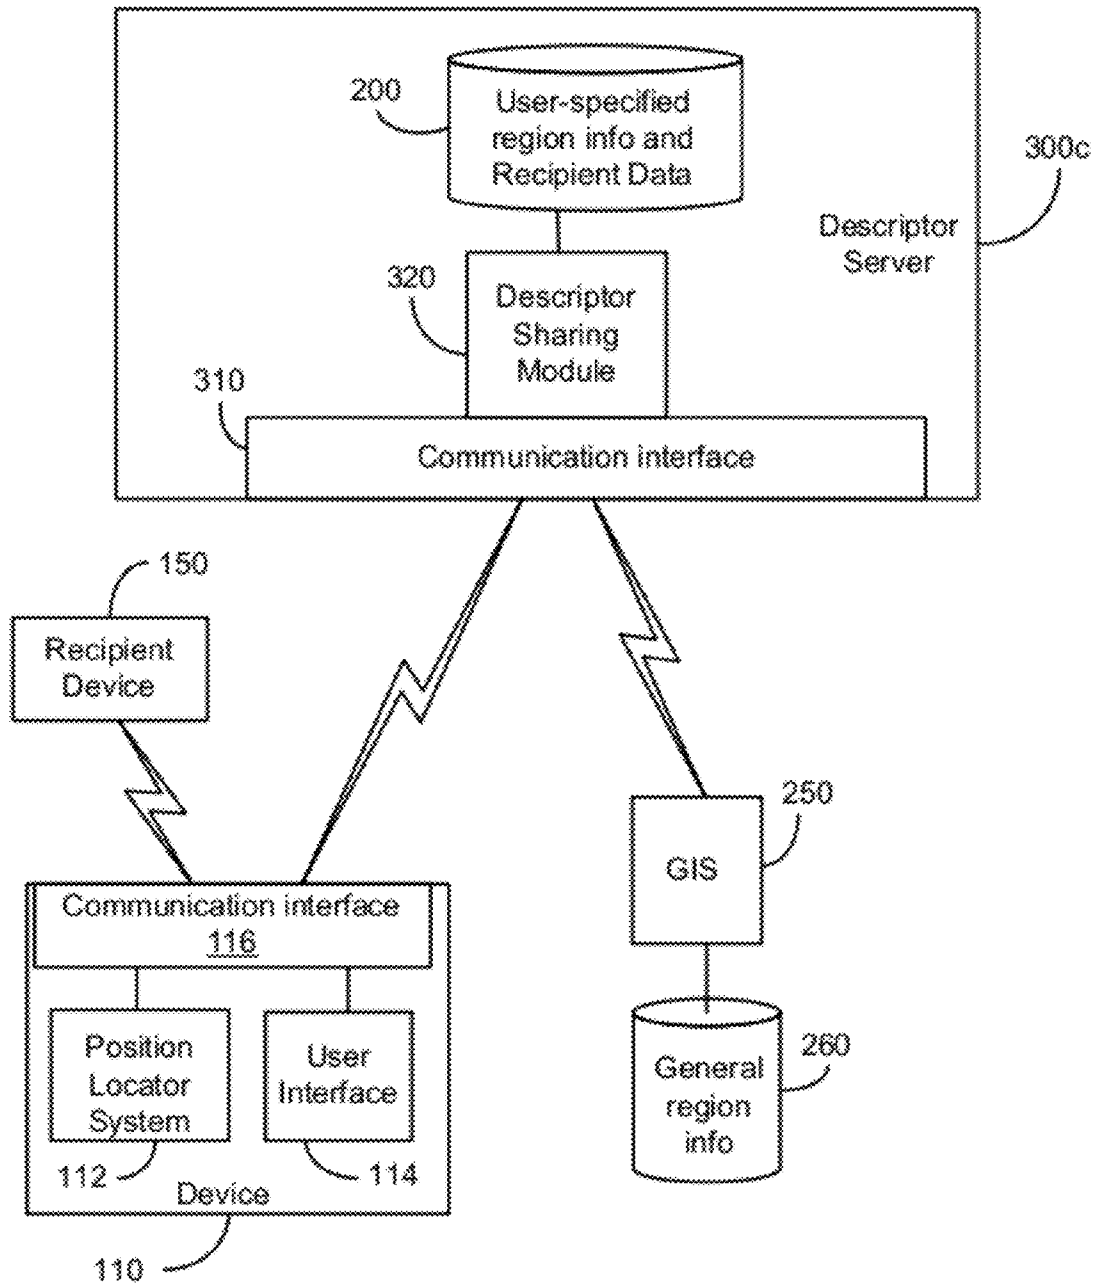 200
User-specified
region info and
Recipient Data
300c
Descriptor
Server
320
Descriptor
Sharing
Module
310
Communication interface
150
Recipient
Device
250
GIS
Communication interface
116
Position
Locator
System
User
Interface
260
General
region
info
112
114
Device
110